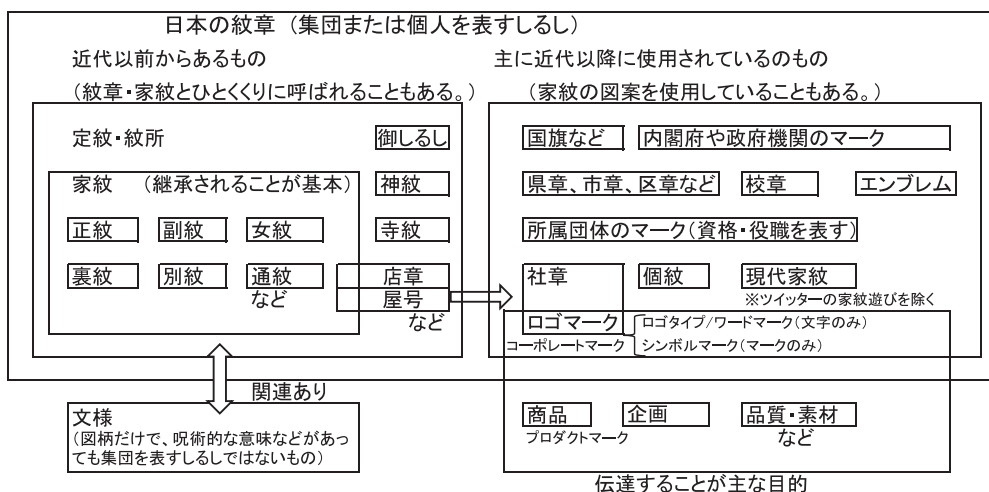 日本の紋章（集団または個人を表すしるし）
近代以前からあるもの
（紋章・家紋とひとくくりに呼ばれることもある。）
定紋・紋所
御しるし
家紋　（継承されることが基本）
神紋
正紋
副紋
女紋
寺紋
裏紋
別紋
通紋
など
店章
屋号
など
主に近代以降に使用されているのもの
（家紋の図案を使用していることもある。）
国旗など
内閣府や政府機関のマーク
県章、市章、区章など
校章
エンブレム
所属団体のマーク（資格・役職を表す）
社章
個紋
現代家紋
※ツイッターの家紋遊びを除く
ロゴマーク
コーポレートマーク
ロゴタイプ/ワードマーク（文字のみ）
シンボルマーク（マークのみ）
関連あり
文様
（図柄だけで、呪術的な意味などがあっ
ても集団を表すしるしではないもの）
商品
プロダクトマーク
企画
品質・素材
など
伝達することが主な目的